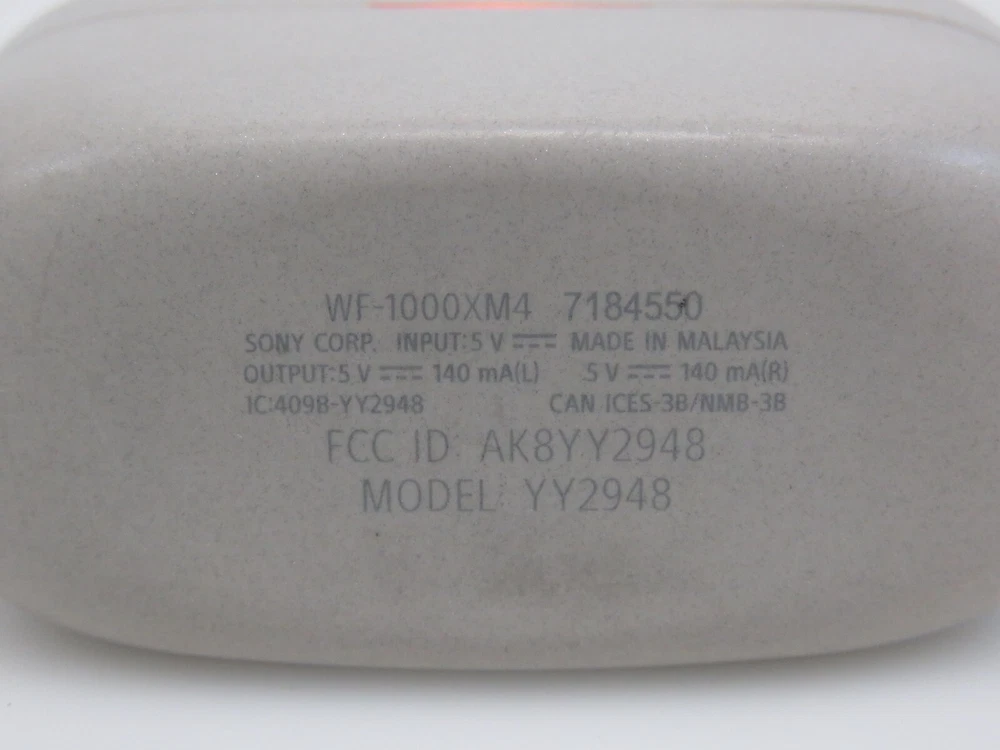 WF-1000XM4 7184550
SONY CORP. INPUT:5 V ⎓ MADE IN MALAYSIA
OUTPUT:5 V ⎓ 140 mA(L) 5 V ⎓ 140 mA(R)
IC:409B-YY2948 CAN ICES-3B/NMB-3B
FCC ID: AK8YY2948
MODEL: YY2948